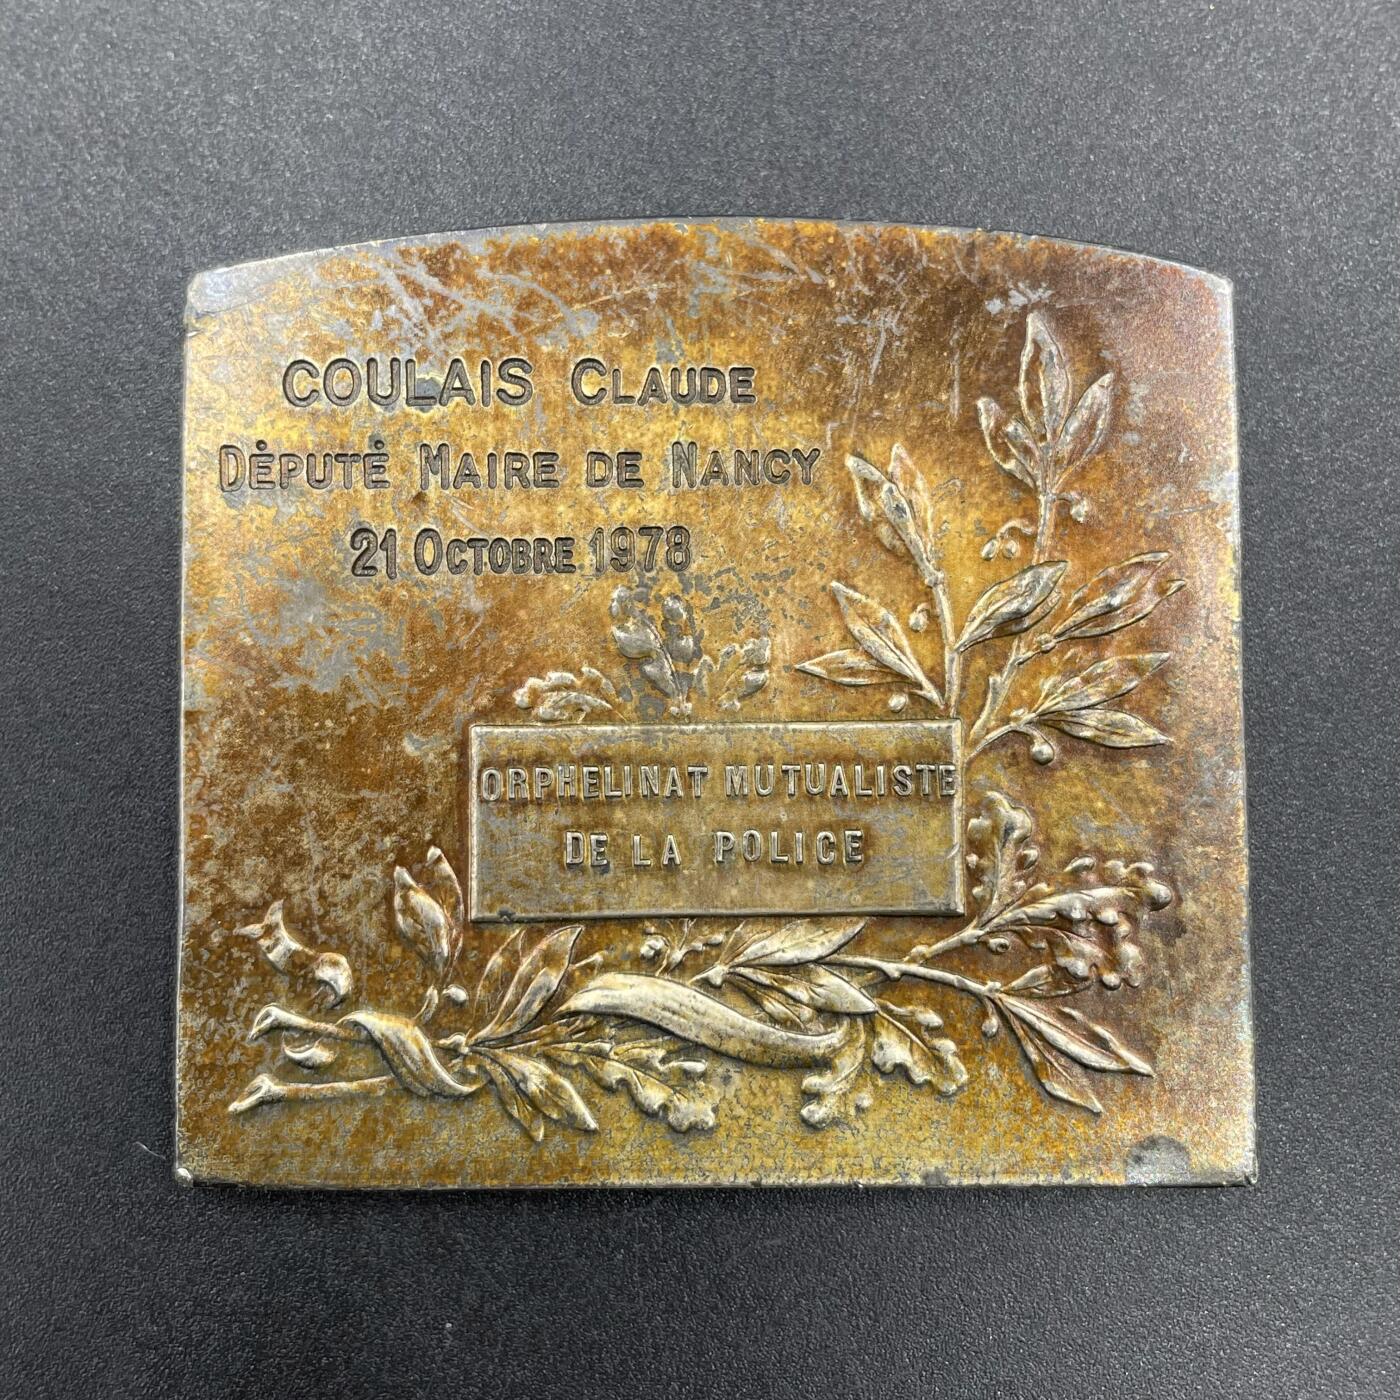 COULAIS CLAUDE
DÉPUTÉ MAIRE DE NANCY
21 OCTOBRE 1978
ORPHELINAT MUTUALISTE
DE LA POLICE